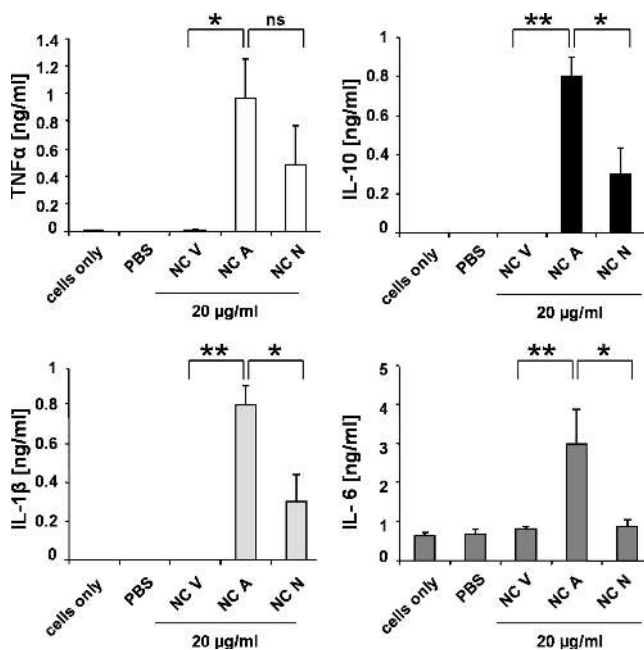 * ns
TNFα [ng/ml]
1.4
1.2
1
0.8
0.6
0.4
0.2
0
cells only PBS NC V NC A NC N
20 µg/ml
** *
IL-10 [ng/ml]
1
0.8
0.6
0.4
0.2
0
cells only PBS NC V NC A NC N
20 µg/ml
** *
IL-1β [ng/ml]
1
0.8
0.6
0.4
0.2
0
cells only PBS NC V NC A NC N
20 µg/ml
** *
IL- 6 [ng/ml]
5
4
3
2
1
0
cells only PBS NC V NC A NC N
20 µg/ml